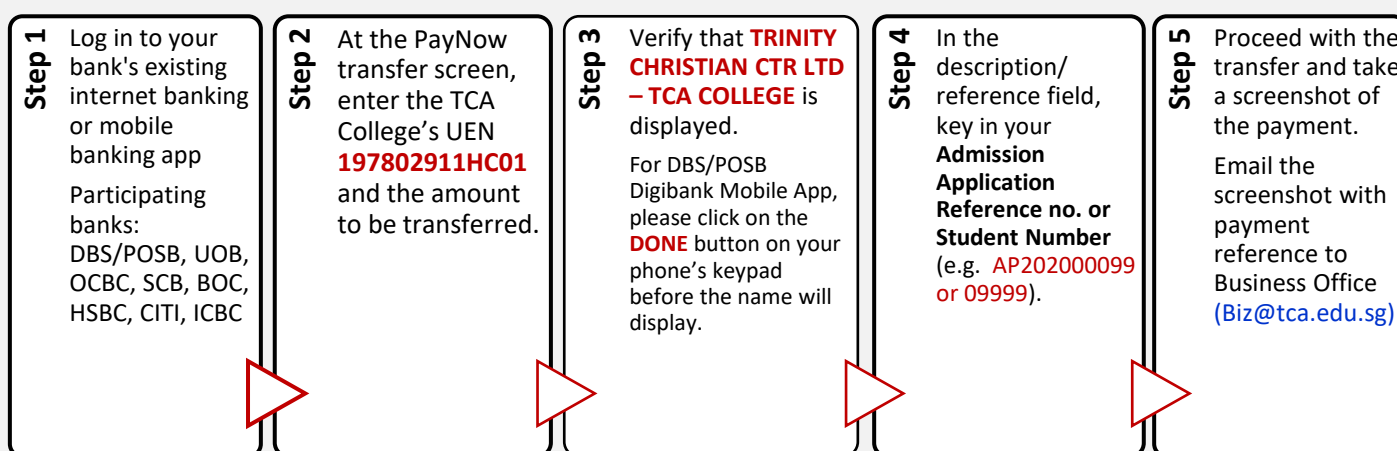 Step 1
Log in to your
bank's existing
internet banking
or mobile
banking app
Participating
banks:
DBS/POSB, UOB,
OCBC, SCB, BOC,
HSBC, CITI, ICBC
Step 2
At the PayNow
transfer screen,
enter the TCA
College’s UEN
197802911HC01
and the amount
to be transferred.
Step 3
Verify that TRINITY
CHRISTIAN CTR LTD
– TCA COLLEGE is
displayed.
For DBS/POSB
Digibank Mobile App,
please click on the
DONE button on your
phone’s keypad
before the name will
display.
Step 4
In the
description/
reference field,
key in your
Admission
Application
Reference no. or
Student Number
(e.g. AP202000099
or 09999).
Step 5
Proceed with the
transfer and take
a screenshot of
the payment.
Email the
screenshot with
payment
reference to
Business Office
(Biz@tca.edu.sg)